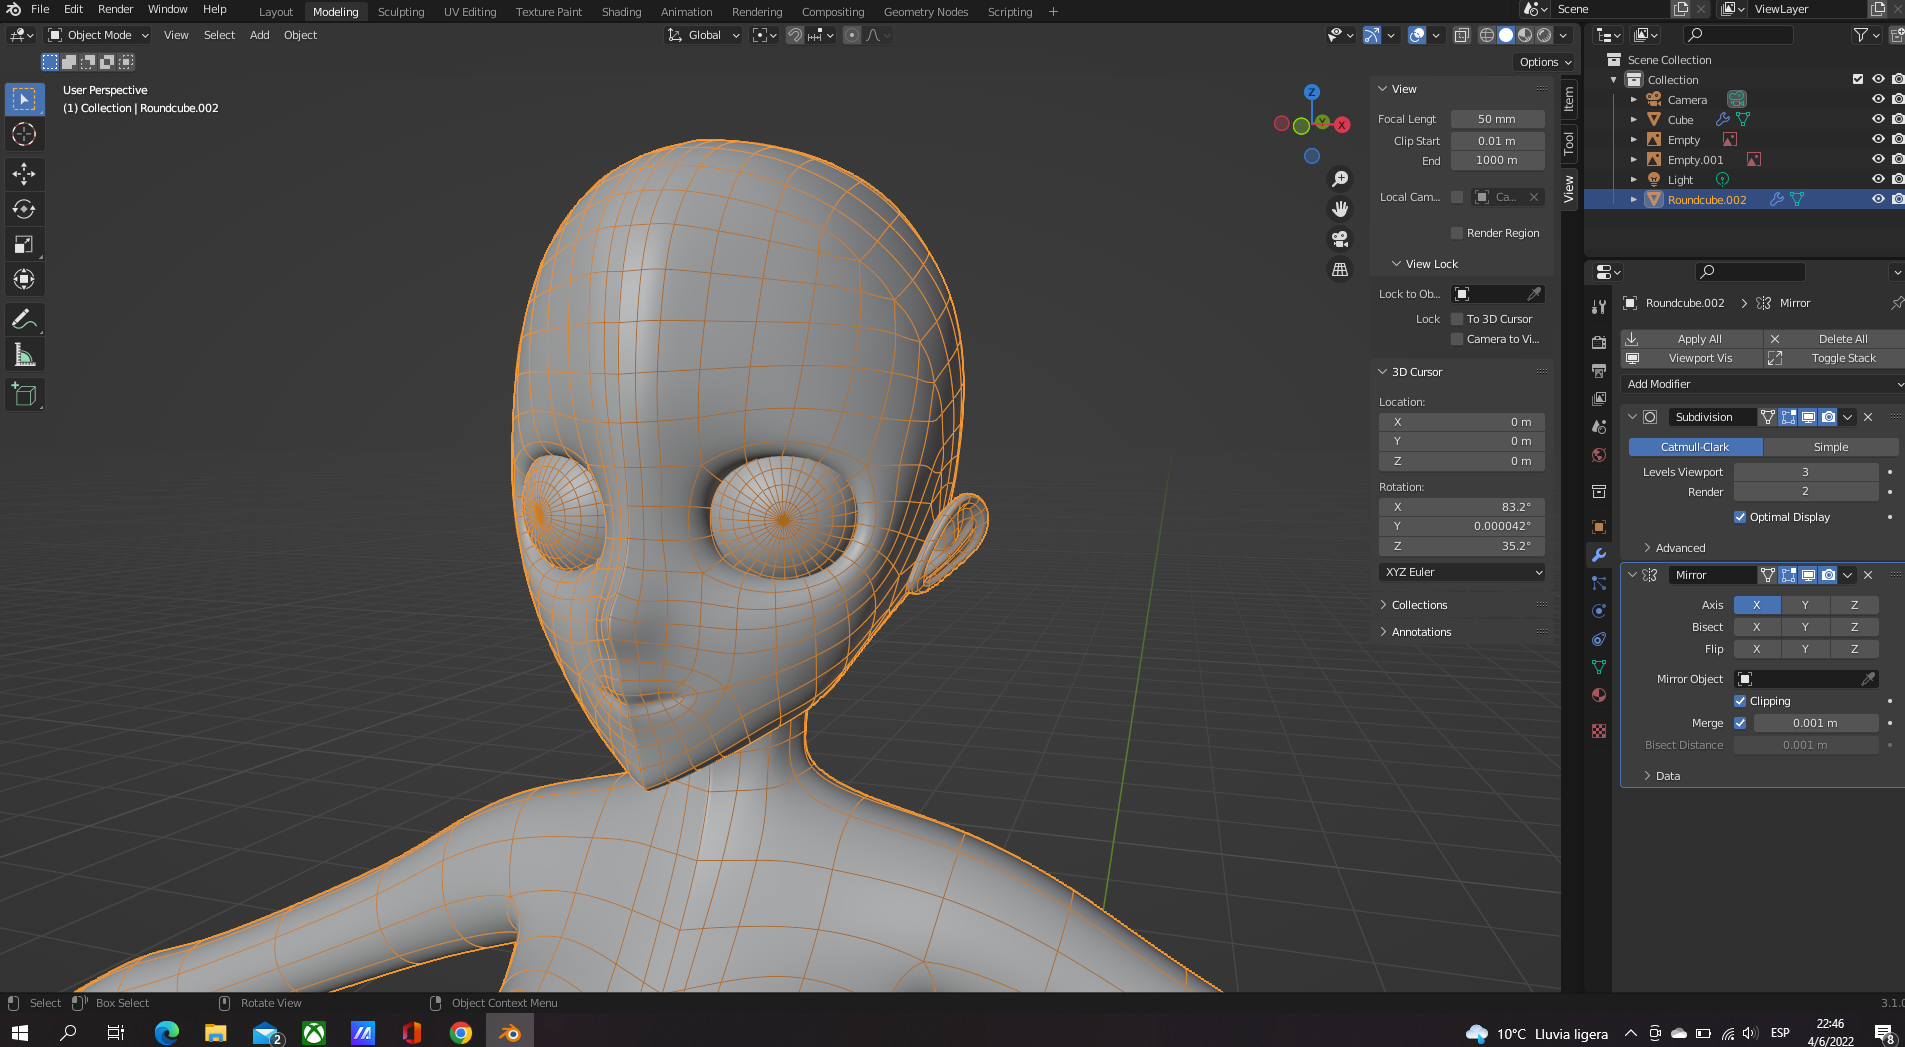 File Edit Render Window Help
Layout Modeling Sculpting UV Editing Texture Paint Shading Animation Rendering Compositing Geometry Nodes Scripting +
Scene
ViewLayer
Object Mode View Select Add Object
Global
Options
User Perspective
(1) Collection | Roundcube.002
Z
Y
X
View
Focal Lengt 50 mm
Clip Start 0.01 m
End 1000 m
Local Cam... Ca...
Render Region
View Lock
Lock to Ob...
Lock To 3D Cursor
Camera to Vi...
3D Cursor
Location:
X 0 m
Y 0 m
Z 0 m
Rotation:
X 83.2°
Y 0.000042°
Z 35.2°
XYZ Euler
Collections
Annotations
Item
Tool
View
Scene Collection
Collection
Camera
Cube
Empty
Empty.001
Light
Roundcube.002
Roundcube.002 > Mirror
Apply All Delete All
Viewport Vis Toggle Stack
Add Modifier
Subdivision
Catmull-Clark Simple
Levels Viewport 3
Render 2
Optimal Display
Advanced
Mirror
Axis X Y Z
Bisect X Y Z
Flip X Y Z
Mirror Object
Clipping
Merge 0.001 m
Bisect Distance 0.001 m
Data
Select Box Select Rotate View Object Context Menu
3.1.0
2
10°C Lluvia ligera
ESP
22:46
4/6/2022
8